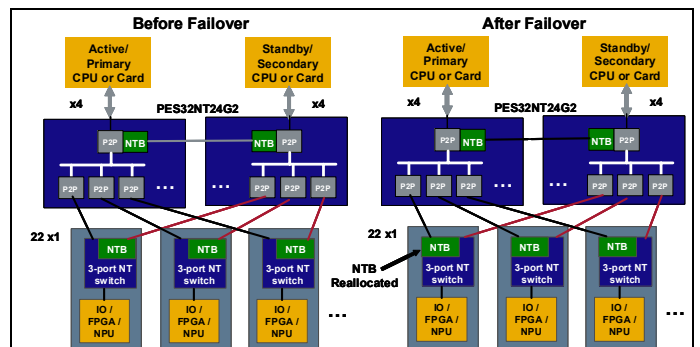 Before Failover
After Failover
Active/
Primary
CPU or Card
Standby/
Secondary
CPU or Card
Active/
Primary
CPU or Card
Standby/
Secondary
CPU or Card
x4
PES32NT24G2
x4
x4
PES32NT24G2
x4
P2P
NTB
NTB
P2P
P2P
NTB
NTB
P2P
P2P
P2P
P2P
...
...
P2P
P2P
P2P
P2P
P2P
P2P
...
...
P2P
P2P
P2P
22 x1
22 x1
NTB
3-port NT
switch
IO /
FPGA /
NPU
NTB
3-port NT
switch
IO /
FPGA /
NPU
NTB
3-port NT
switch
IO /
FPGA /
NPU
...
NTB
Reallocated
NTB
3-port NT
switch
IO /
FPGA /
NPU
NTB
3-port NT
switch
IO /
FPGA /
NPU
NTB
3-port NT
switch
IO /
FPGA /
NPU
...